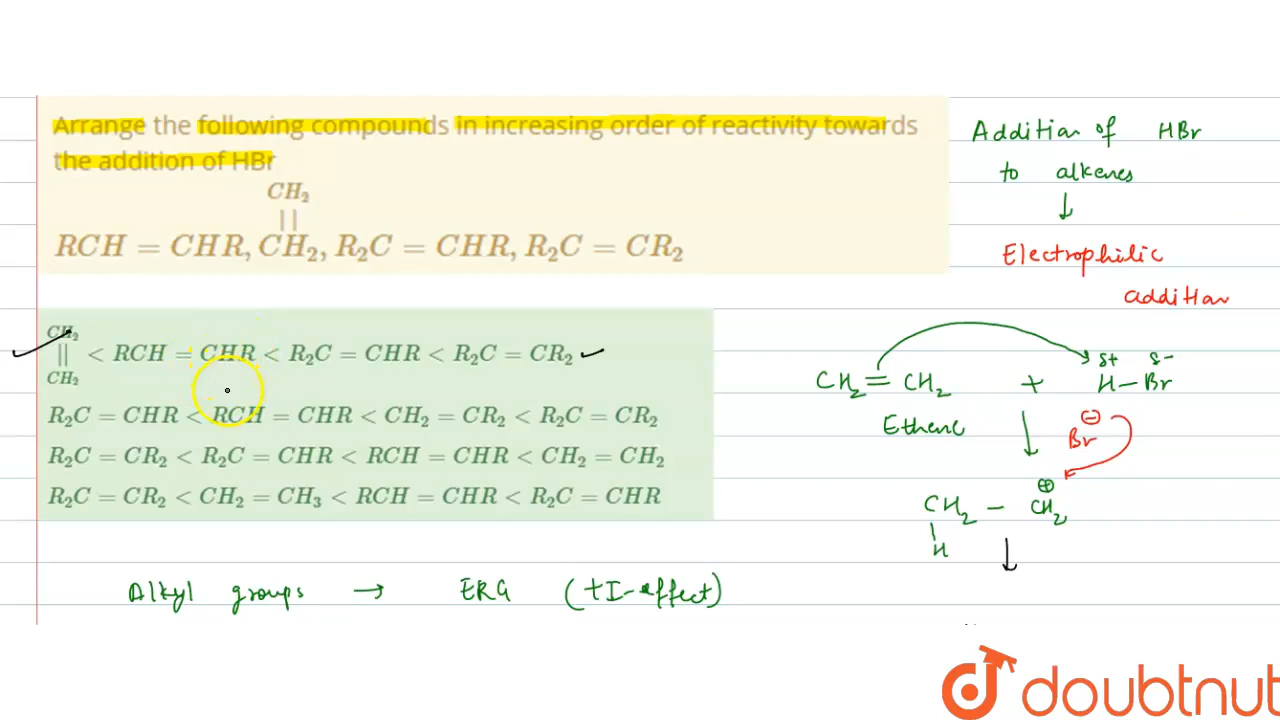 Arrange the following compounds in increasing order of reactivity towards
the addition of HBr
CH₂
||
RCH = CHR, CH₂, R₂C = CHR, R₂C = CR₂
CH₂
|| < RCH = CHR < R₂C = CHR < R₂C = CR₂
CH₂
R₂C = CHR < RCH = CHR < CH₂ = CR₂ < R₂C = CR₂
R₂C = CR₂ < R₂C = CHR < RCH = CHR < CH₂ = CH₂
R₂C = CR₂ < CH₂ = CH₃ < RCH = CHR < R₂C = CHR
Alkyl groups → ERG (+I-effect)
Addition of HBr
to alkenes
↓
Electrophilic
addition
δ+ δ-
CH₂ = CH₂ + H-Br
Ethene
⊖
Br
⊕
CH₂ - CH₂
|
H
doubtnut